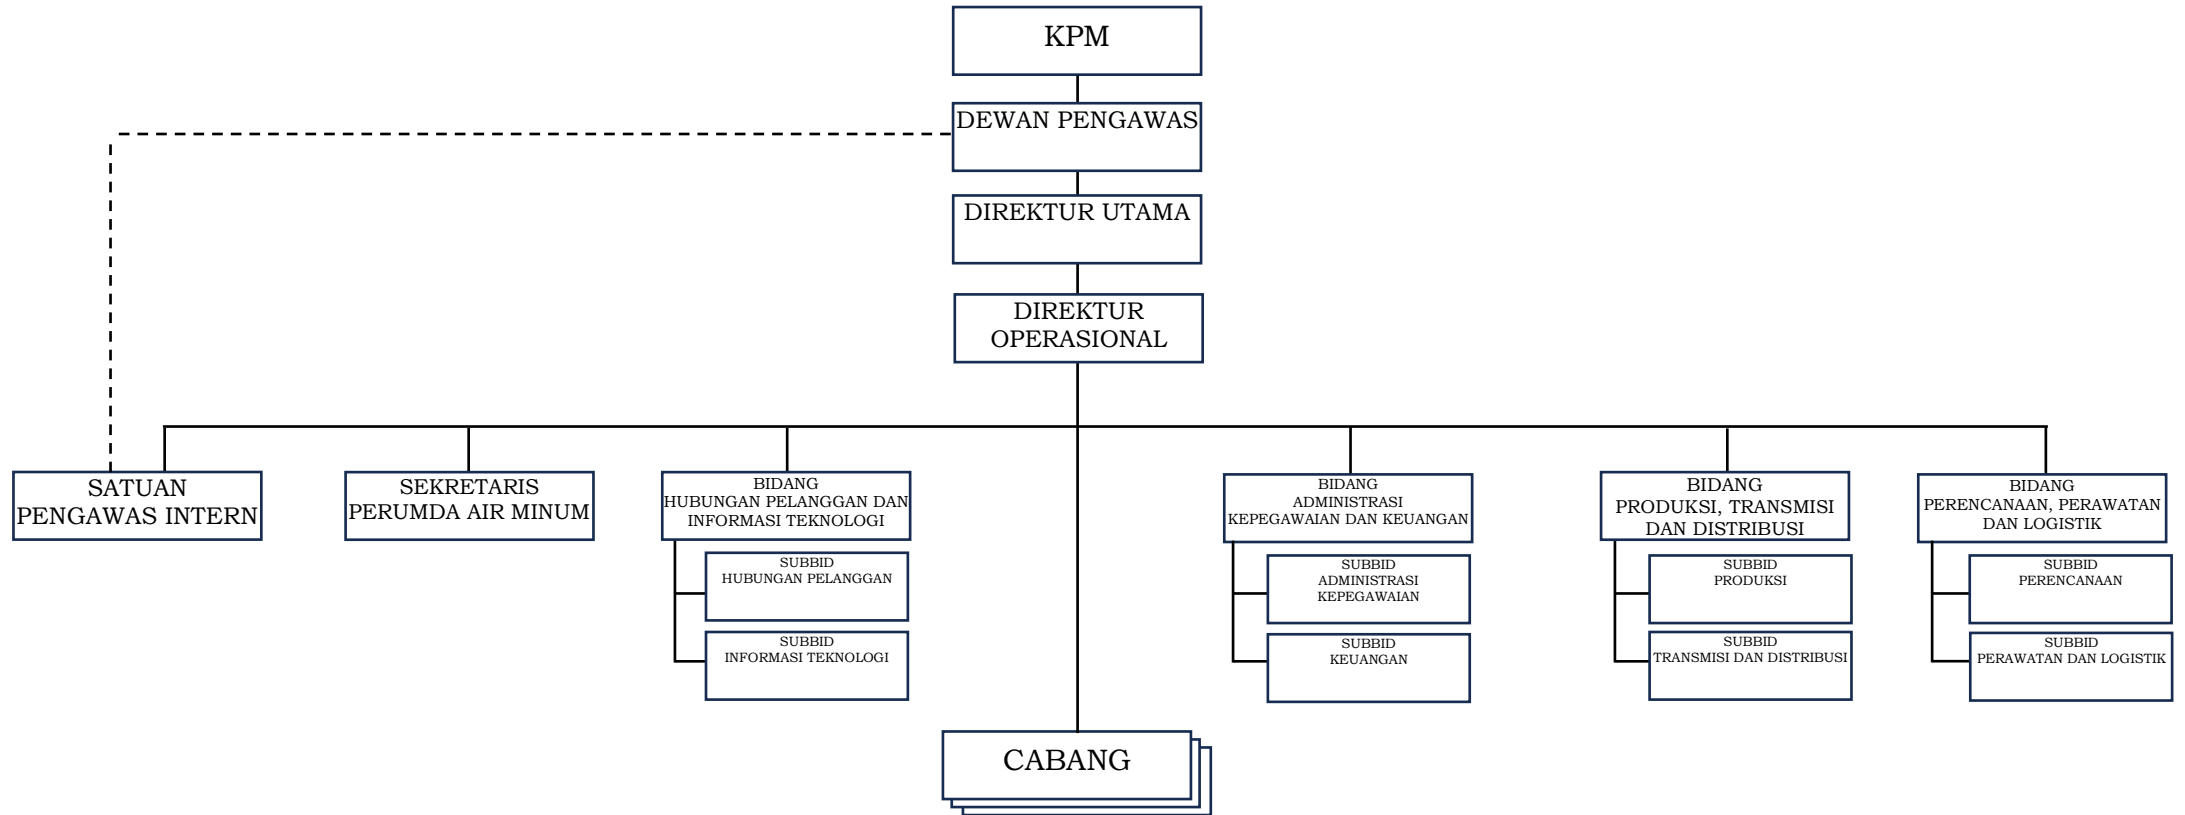 KPM
DEWAN PENGAWAS
DIREKTUR UTAMA
DIREKTUR
OPERASIONAL
SATUAN
PENGAWAS INTERN
SEKRETARIS
PERUMDA AIR MINUM
BIDANG
HUBUNGAN PELANGGAN DAN
INFORMASI TEKNOLOGI
SUBBID
HUBUNGAN PELANGGAN
SUBBID
INFORMASI TEKNOLOGI
BIDANG
ADMINISTRASI
KEPEGAWAIAN DAN KEUANGAN
SUBBID
ADMINISTRASI
KEPEGAWAIAN
SUBBID
KEUANGAN
BIDANG
PRODUKSI, TRANSMISI
DAN DISTRIBUSI
SUBBID
PRODUKSI
SUBBID
TRANSMISI DAN DISTRIBUSI
BIDANG
PERENCANAAN, PERAWATAN
DAN LOGISTIK
SUBBID
PERENCANAAN
SUBBID
PERAWATAN DAN LOGISTIK
CABANG